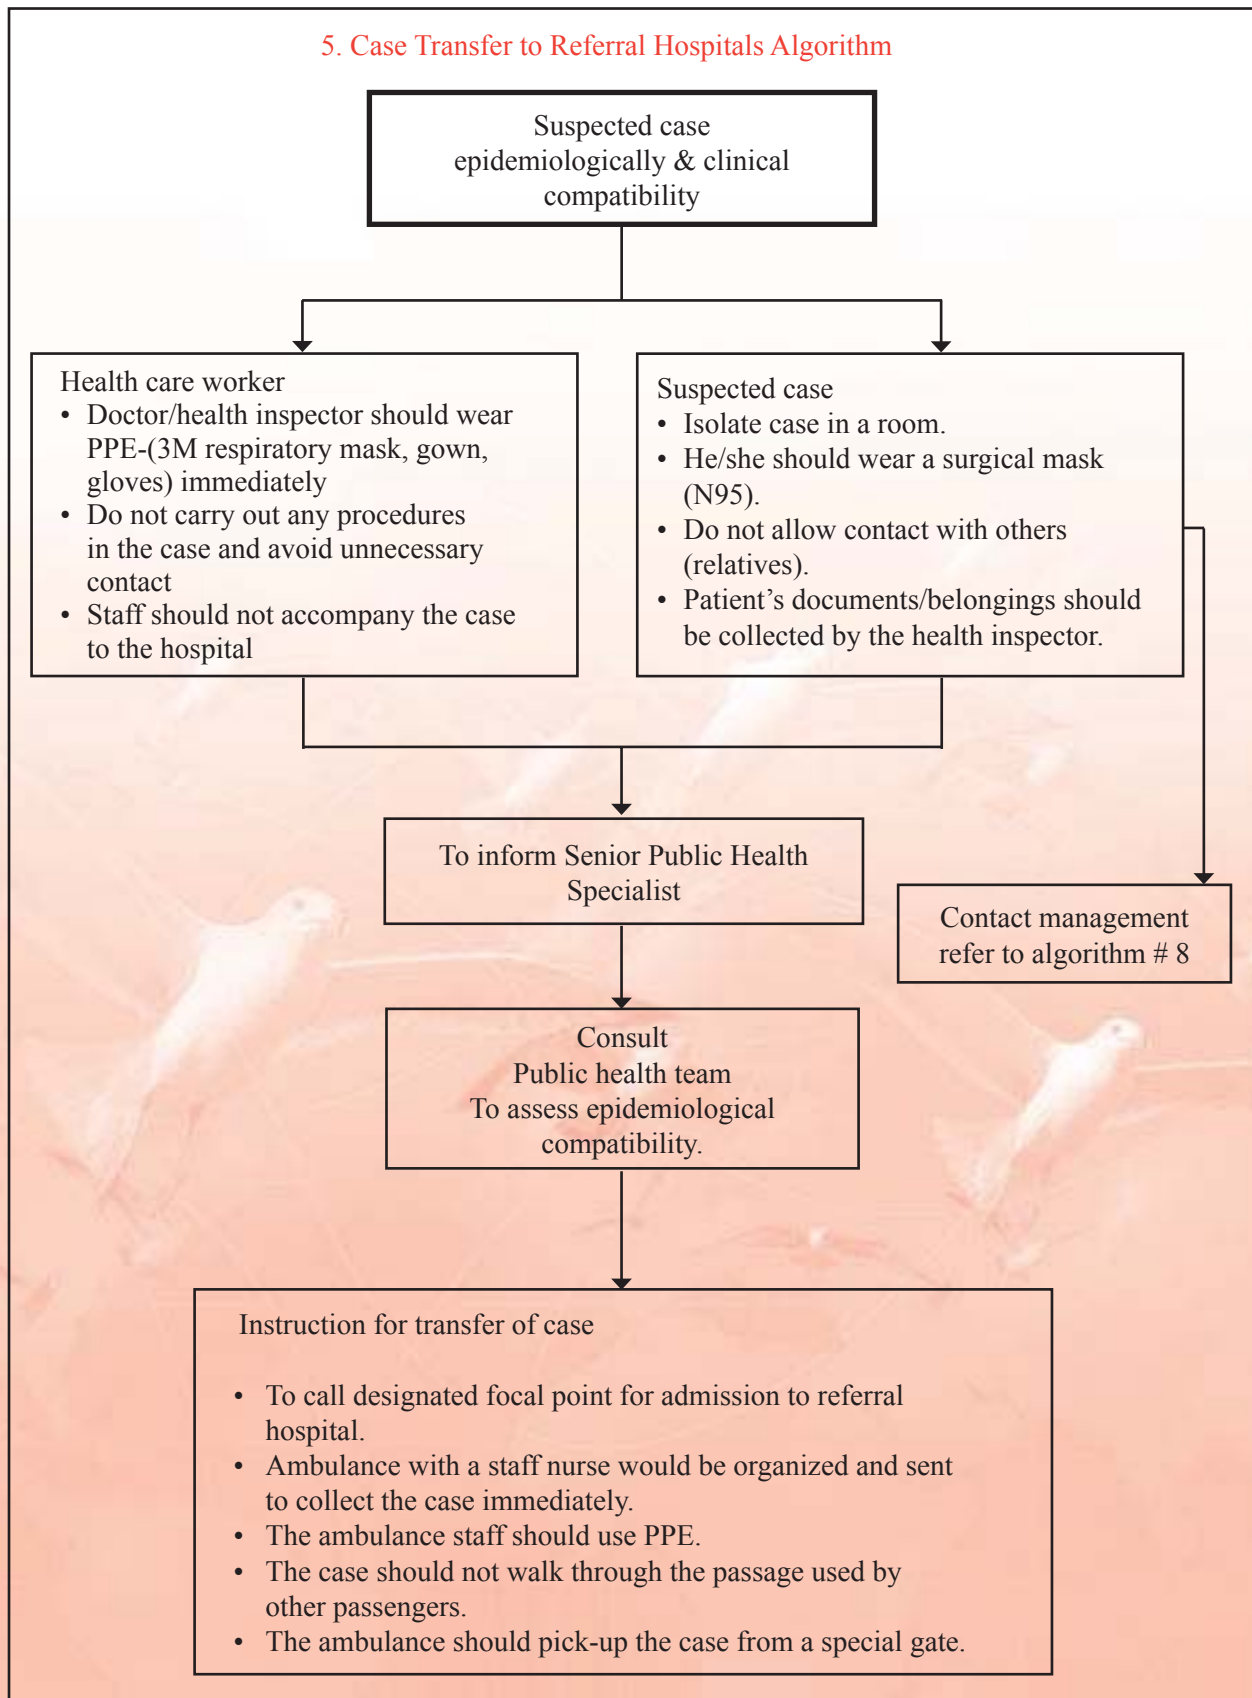 5. Case Transfer to Referral Hospitals Algorithm
Suspected case
epidemiologically & clinical
compatibility
Health care worker
• Doctor/health inspector should wear
PPE-(3M respiratory mask, gown,
gloves) immediately
• Do not carry out any procedures
in the case and avoid unnecessary
contact
• Staff should not accompany the case
to the hospital
Suspected case
• Isolate case in a room.
• He/she should wear a surgical mask
(N95).
• Do not allow contact with others
(relatives).
• Patient’s documents/belongings should
be collected by the health inspector.
To inform Senior Public Health
Specialist
Contact management
refer to algorithm # 8
Consult
Public health team
To assess epidemiological
compatibility.
Instruction for transfer of case
• To call designated focal point for admission to referral
hospital.
• Ambulance with a staff nurse would be organized and sent
to collect the case immediately.
• The ambulance staff should use PPE.
• The case should not walk through the passage used by
other passengers.
• The ambulance should pick-up the case from a special gate.